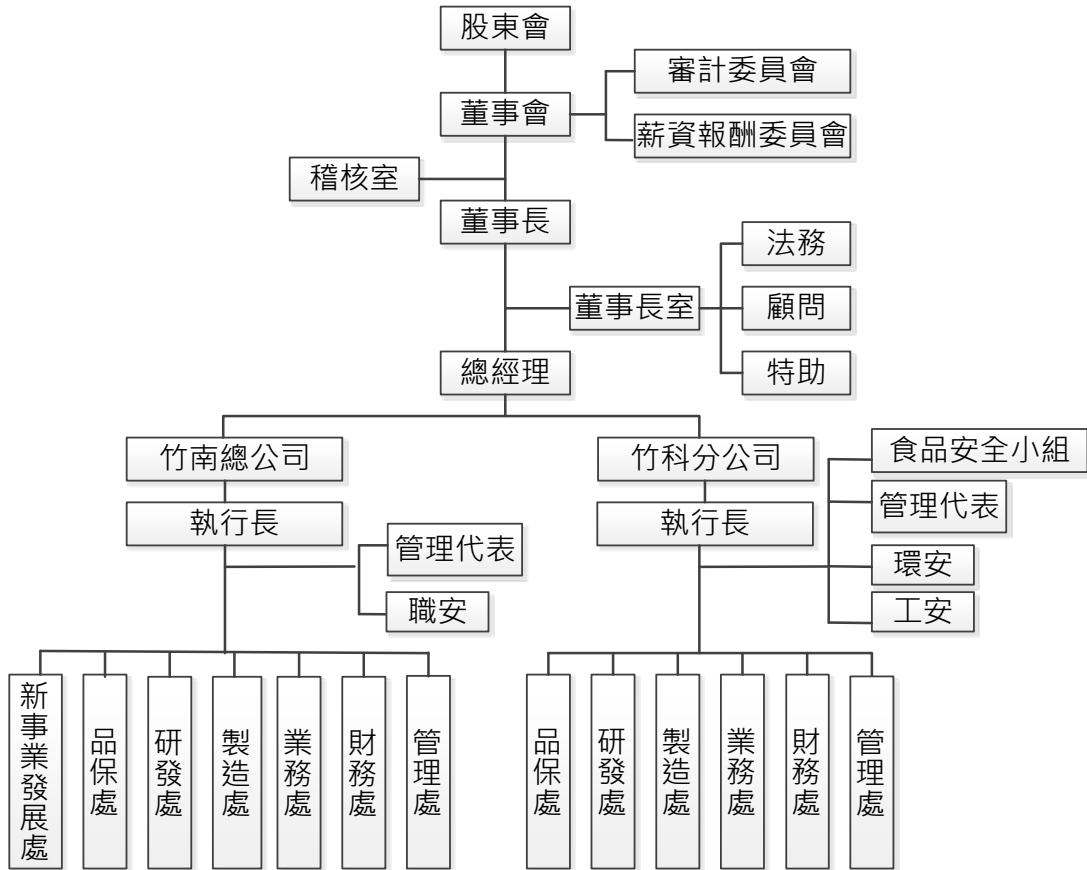 股東會
董事會
審計委員會
薪資報酬委員會
稽核室
董事長
董事長室
法務
顧問
特助
總經理
竹南總公司
執行長
管理代表
職安
新事業發展處
品保處
研發處
製造處
業務處
財務處
管理處
竹科分公司
執行長
食品安全小組
管理代表
環安
工安
品保處
研發處
製造處
業務處
財務處
管理處